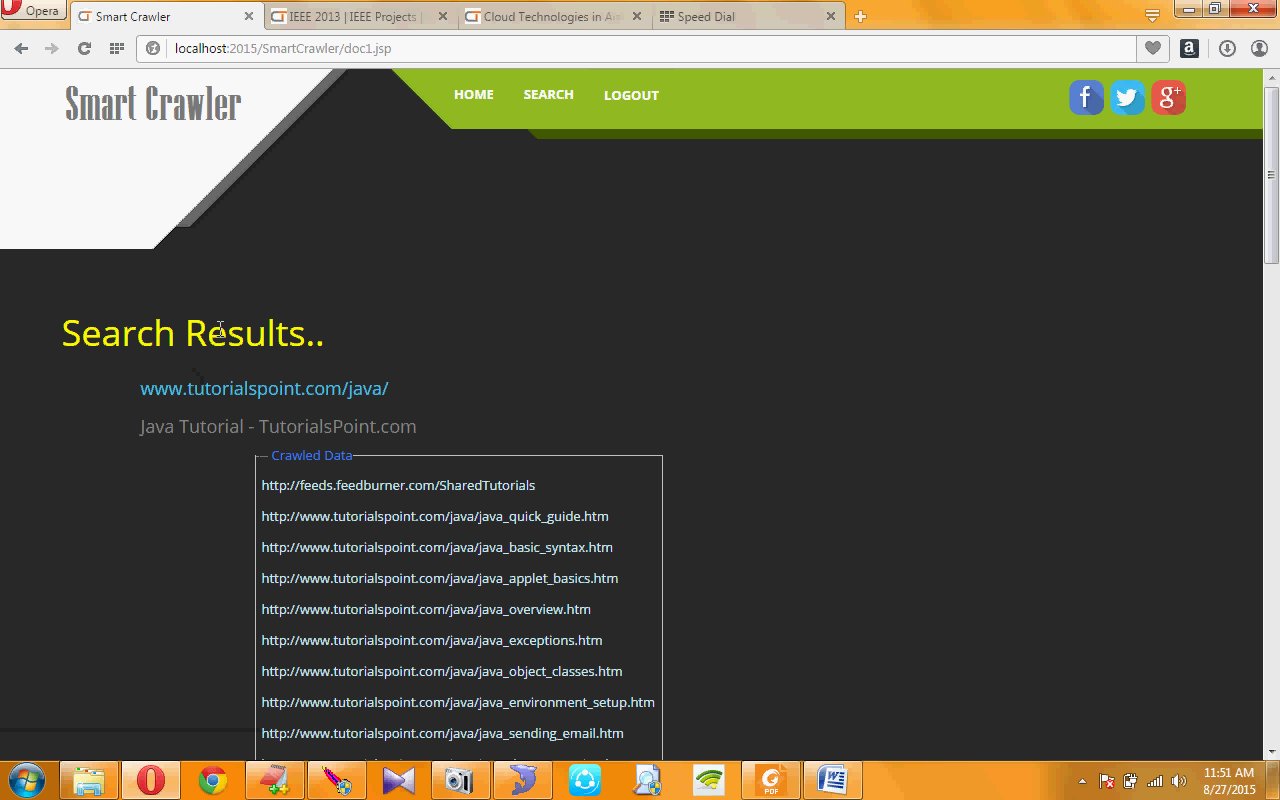 Opera
Smart Crawler
IEEE 2013 | IEEE Projects |
Cloud Technologies in
Speed Dial
localhost:2015/SmartCrawler/doc1.jsp
Smart Crawler
HOME SEARCH LOGOUT
Search Results..
www.tutorialspoint.com/java/
Java Tutorial - TutorialsPoint.com
Crawled Data
http://feeds.feedburner.com/SharedTutorials
http://www.tutorialspoint.com/java/java_quick_guide.htm
http://www.tutorialspoint.com/java/java_basic_syntax.htm
http://www.tutorialspoint.com/java/java_applet_basics.htm
http://www.tutorialspoint.com/java/java_overview.htm
http://www.tutorialspoint.com/java/java_exceptions.htm
http://www.tutorialspoint.com/java/java_object_classes.htm
http://www.tutorialspoint.com/java/java_environment_setup.htm
http://www.tutorialspoint.com/java/java_sending_email.htm
PDF
11:51 AM
8/27/2015